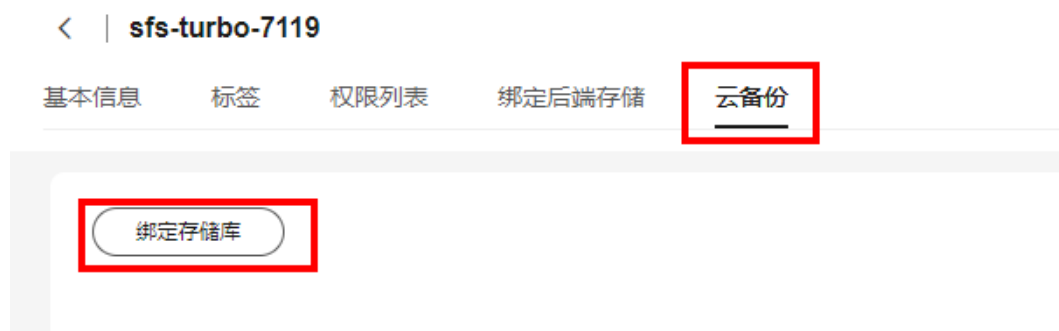 sfs-turbo-7119
基本信息 标签 权限列表 绑定后端存储 云备份
绑定存储库